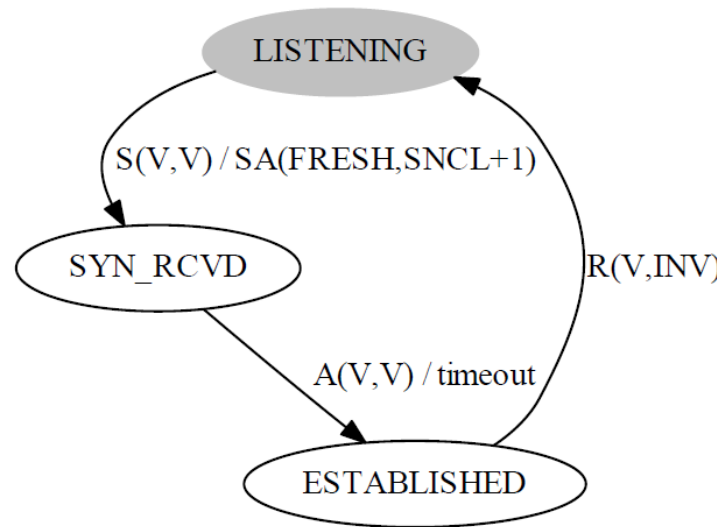 LISTENING
S(V,V) / SA(FRESH,SNCL+1)
SYN_RCVD
R(V,INV)
A(V,V) / timeout
ESTABLISHED